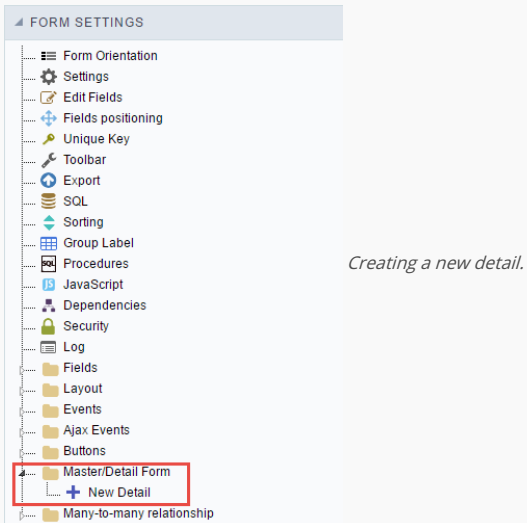 FORM SETTINGS
Form Orientation
Settings
Edit Fields
Fields positioning
Unique Key
Toolbar
Export
SQL
Sorting
Group Label
SQL Procedures
JS JavaScript
Dependencies
Security
Log
Fields
Layout
Events
Ajax Events
Buttons
Master/Detail Form
New Detail
Many-to-many relationship
Creating a new detail.